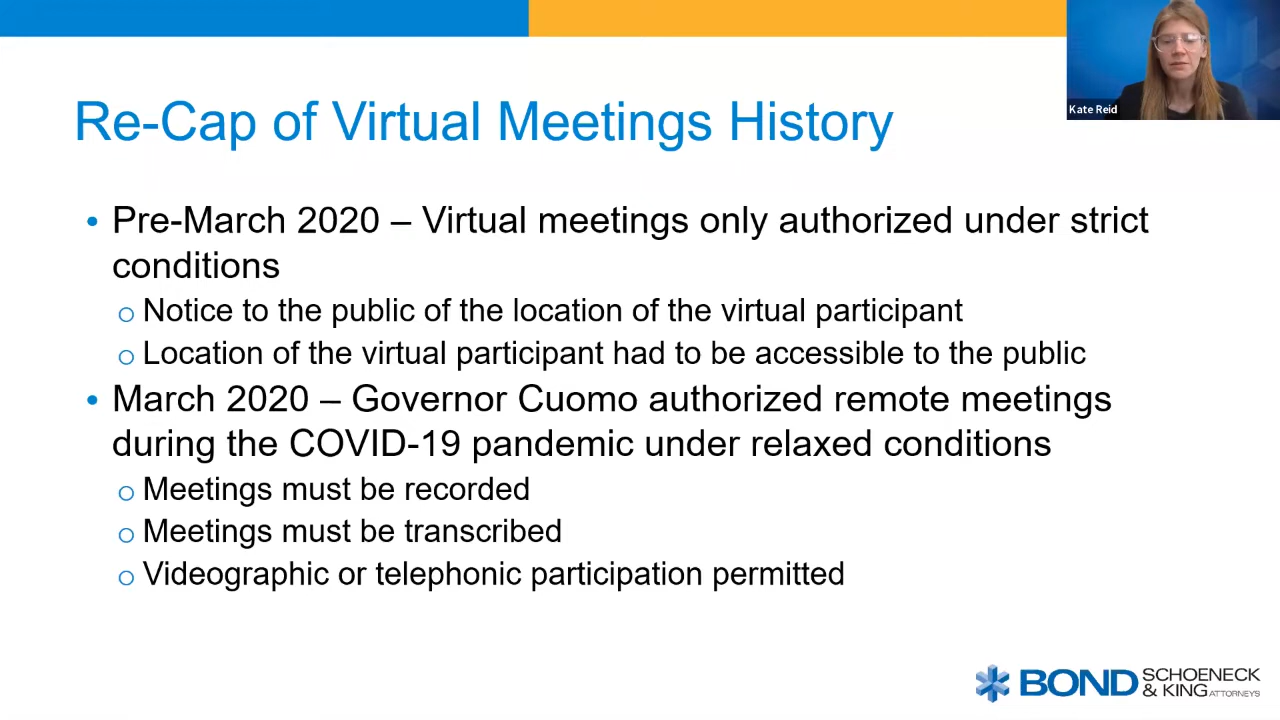 Kate Reid
Re-Cap of Virtual Meetings History
• Pre-March 2020 – Virtual meetings only authorized under strict
conditions
o Notice to the public of the location of the virtual participant
o Location of the virtual participant had to be accessible to the public
• March 2020 – Governor Cuomo authorized remote meetings
during the COVID-19 pandemic under relaxed conditions
o Meetings must be recorded
o Meetings must be transcribed
o Videographic or telephonic participation permitted
BOND SCHOENECK
& KING ATTORNEYS